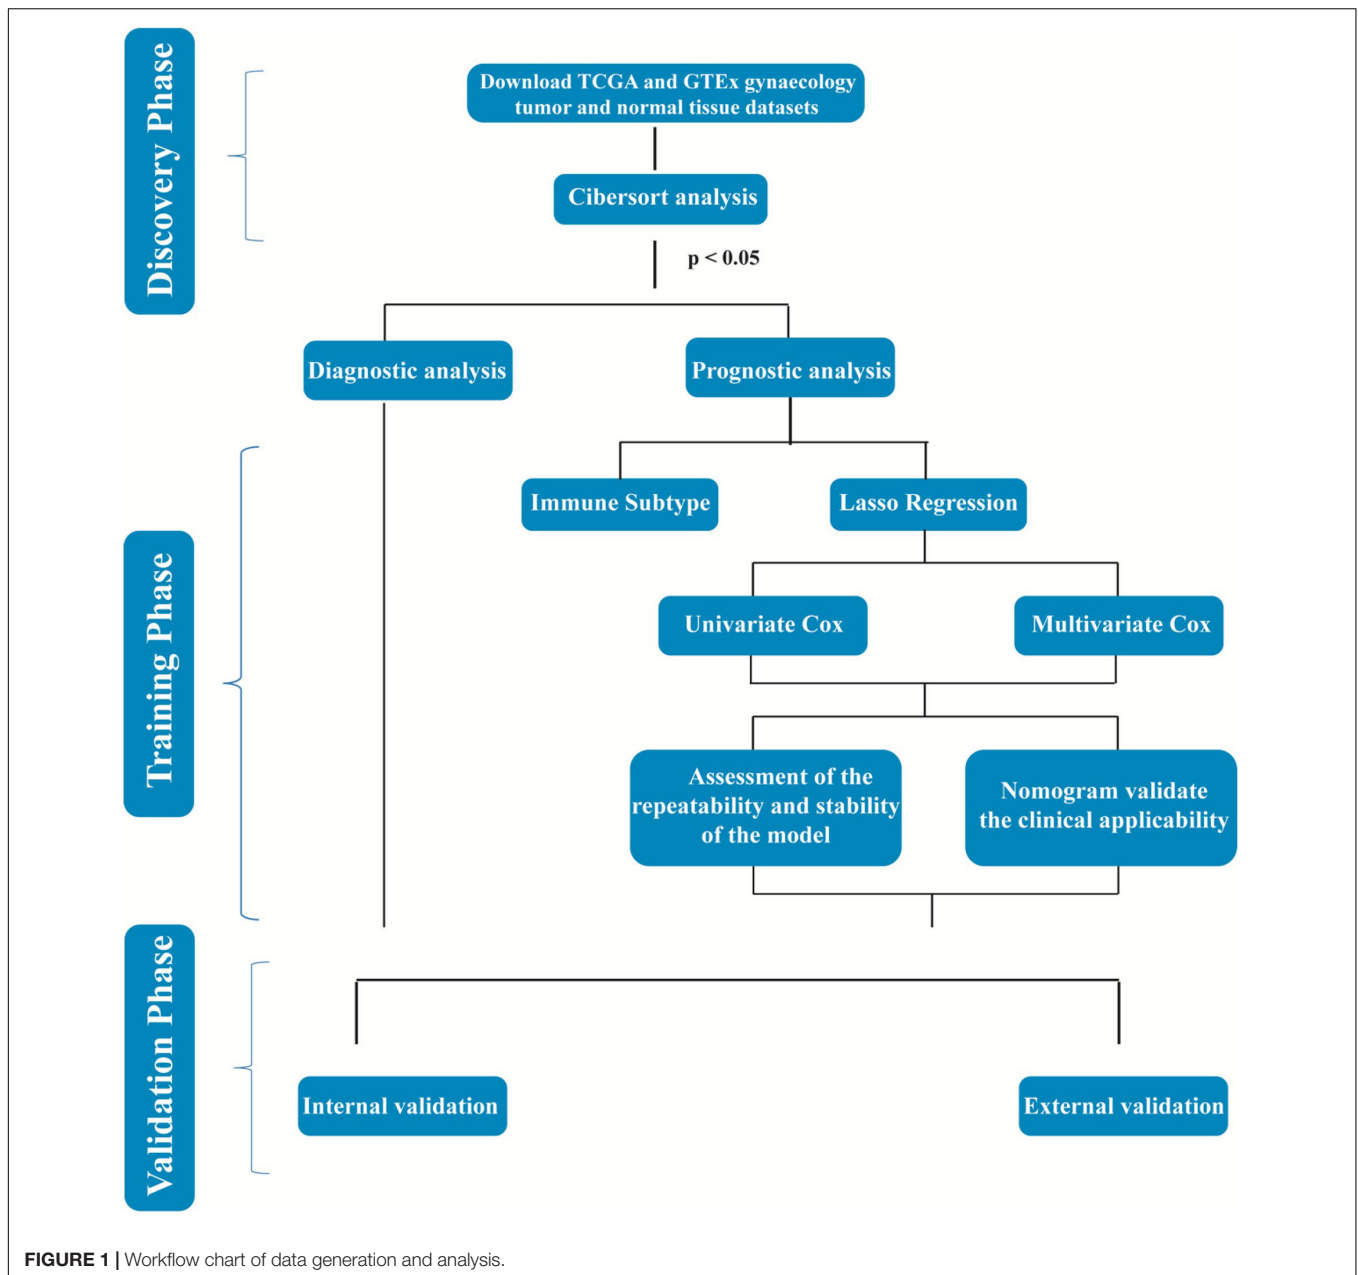 Discovery Phase
Download TCGA and GTEx gynaecology
tumor and normal tissue datasets
Cibersort analysis
p < 0.05
Diagnostic analysis
Prognostic analysis
Training Phase
Immune Subtype
Lasso Regression
Univariate Cox
Multivariate Cox
Assessment of the
repeatability and stability
of the model
Nomogram validate
the clinical applicability
Validation Phase
Internal validation
External validation
FIGURE 1 | Workflow chart of data generation and analysis.